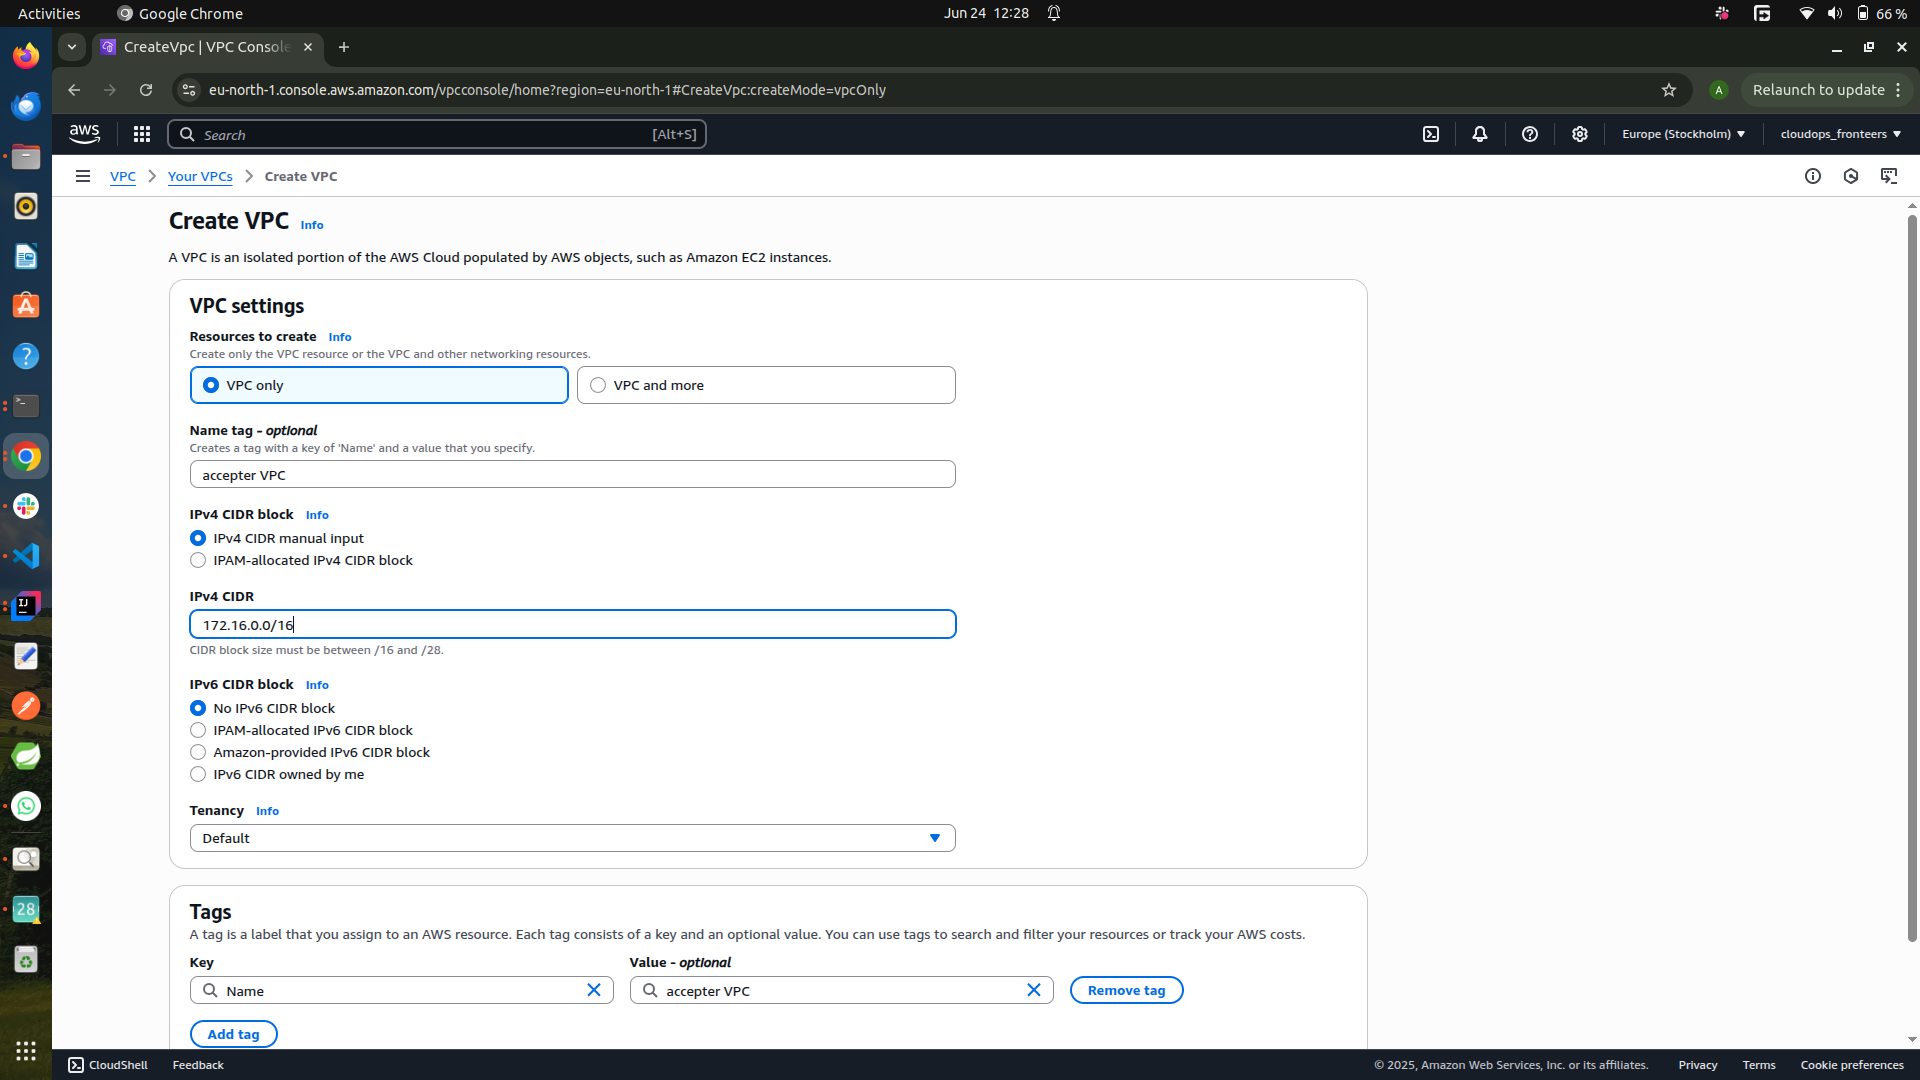 Activities
Google Chrome
Jun 24 12:28
66 %
CreateVpc | VPC Console
eu-north-1.console.aws.amazon.com/vpcconsole/home?region=eu-north-1#CreateVpc:createMode=vpcOnly
A
Relaunch to update
aws
Search
[Alt+S]
Europe (Stockholm)
cloudops_fronteers
VPC
Your VPCs
Create VPC
Create VPC Info
A VPC is an isolated portion of the AWS Cloud populated by AWS objects, such as Amazon EC2 instances.
VPC settings
Resources to create Info
Create only the VPC resource or the VPC and other networking resources.
VPC only
VPC and more
Name tag - optional
Creates a tag with a key of 'Name' and a value that you specify.
accepter VPC
IPv4 CIDR block Info
IPv4 CIDR manual input
IPAM-allocated IPv4 CIDR block
IPv4 CIDR
172.16.0.0/16
CIDR block size must be between /16 and /28.
IPv6 CIDR block Info
No IPv6 CIDR block
IPAM-allocated IPv6 CIDR block
Amazon-provided IPv6 CIDR block
IPv6 CIDR owned by me
Tenancy Info
Default
Tags
A tag is a label that you assign to an AWS resource. Each tag consists of a key and an optional value. You can use tags to search and filter your resources or track your AWS costs.
Key
Value - optional
Name
accepter VPC
Remove tag
Add tag
IJ
28
CloudShell
Feedback
© 2025, Amazon Web Services, Inc. or its affiliates.
Privacy
Terms
Cookie preferences